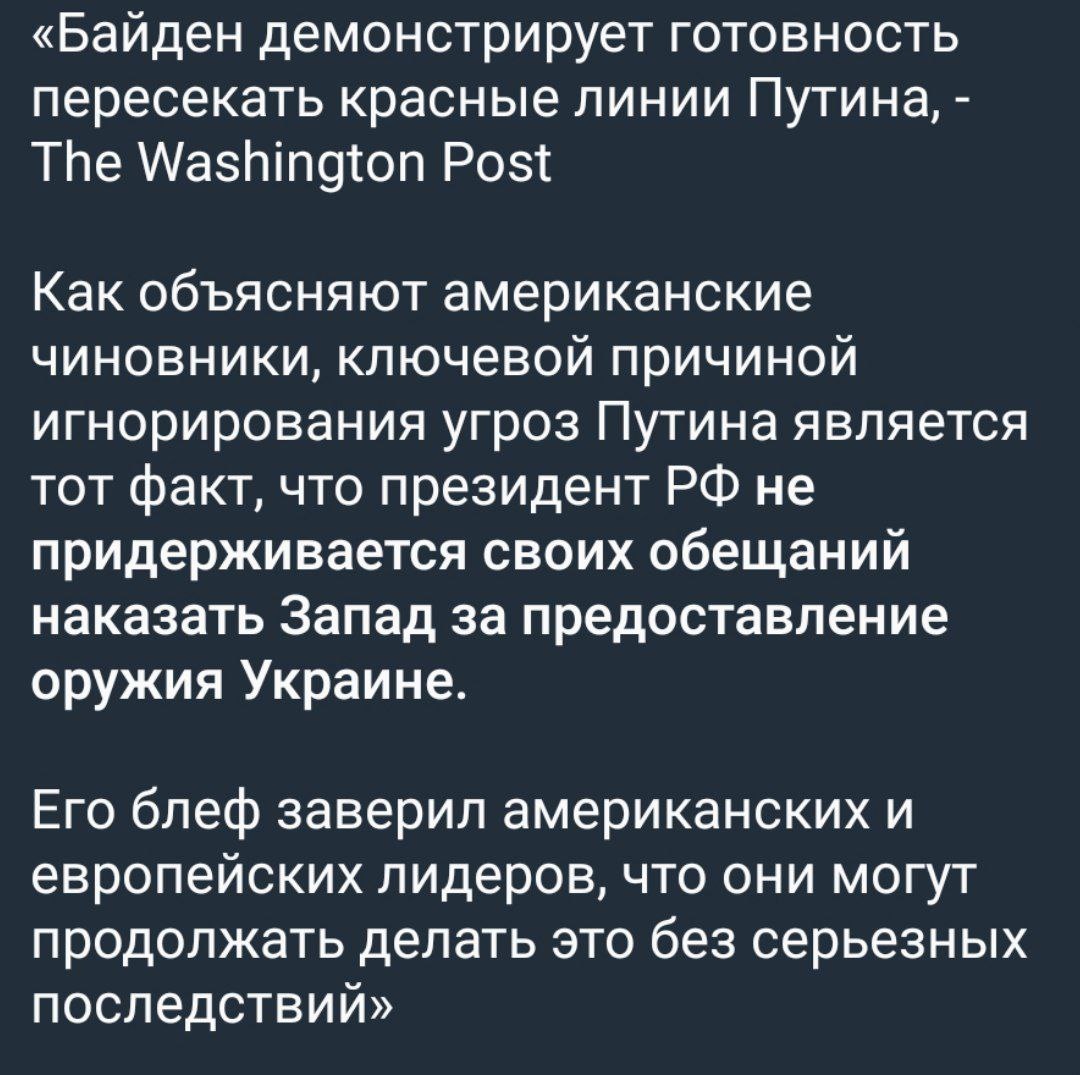 «Байден демонстрирует готовность
пересекать красные линии Путина, -
The Washington Post
Как объясняют американские
чиновники, ключевой причиной
игнорирования угроз Путина является
тот факт, что президент РФ не
придерживается своих обещаний
наказать Запад за предоставление
оружия Украине.
Его блеф заверил американских и
европейских лидеров, что они могут
продолжать делать это без серьезных
последствий»